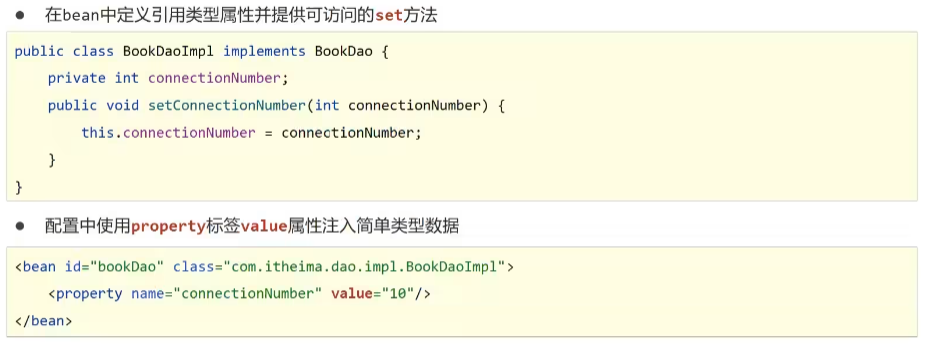 ● 在bean中定义引用类型属性并提供可访问的set方法
public class BookDaoImpl implements BookDao {
    private int connectionNumber;
    public void setConnectionNumber(int connectionNumber) {
        this.connectionNumber = connectionNumber;
    }
}
● 配置中使用property标签value属性注入简单类型数据
<bean id="bookDao" class="com.itheima.dao.impl.BookDaoImpl">
    <property name="connectionNumber" value="10"/>
</bean>